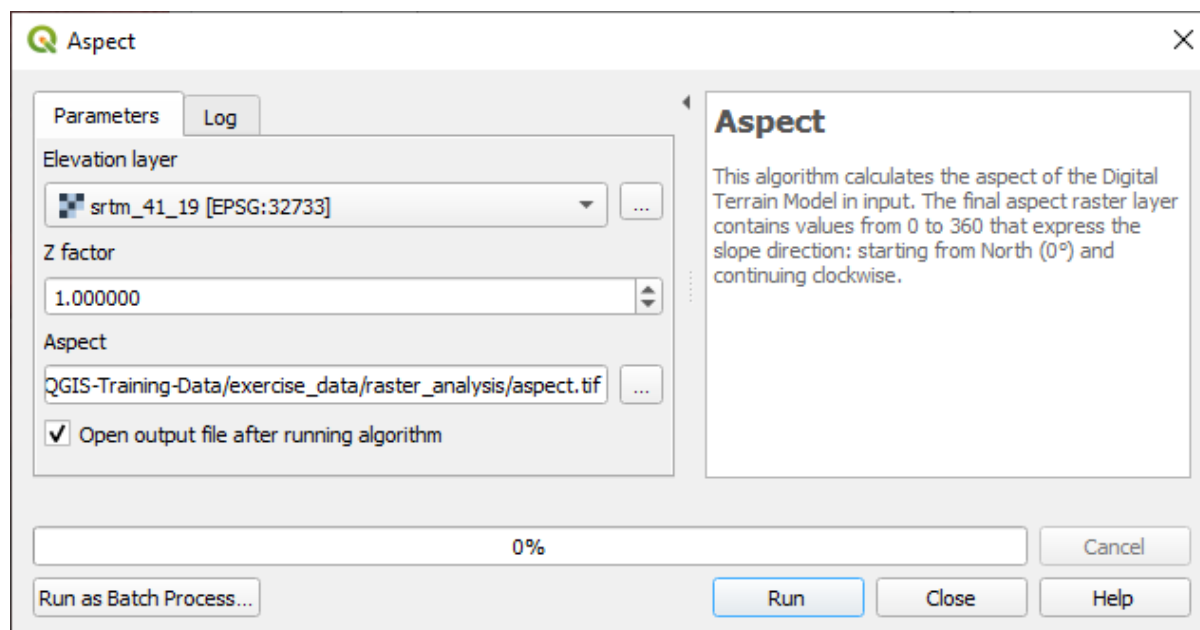 Aspect
Parameters
Log
Elevation layer
srtm_41_19 [EPSG:32733]
...
Z factor
1.000000
Aspect
QGIS-Training-Data/exercise_data/raster_analysis/aspect.tif
...
Open output file after running algorithm
Aspect
This algorithm calculates the aspect of the Digital
Terrain Model in input. The final aspect raster layer
contains values from 0 to 360 that express the
slope direction: starting from North (0°) and
continuing clockwise.
0%
Cancel
Run as Batch Process...
Run
Close
Help